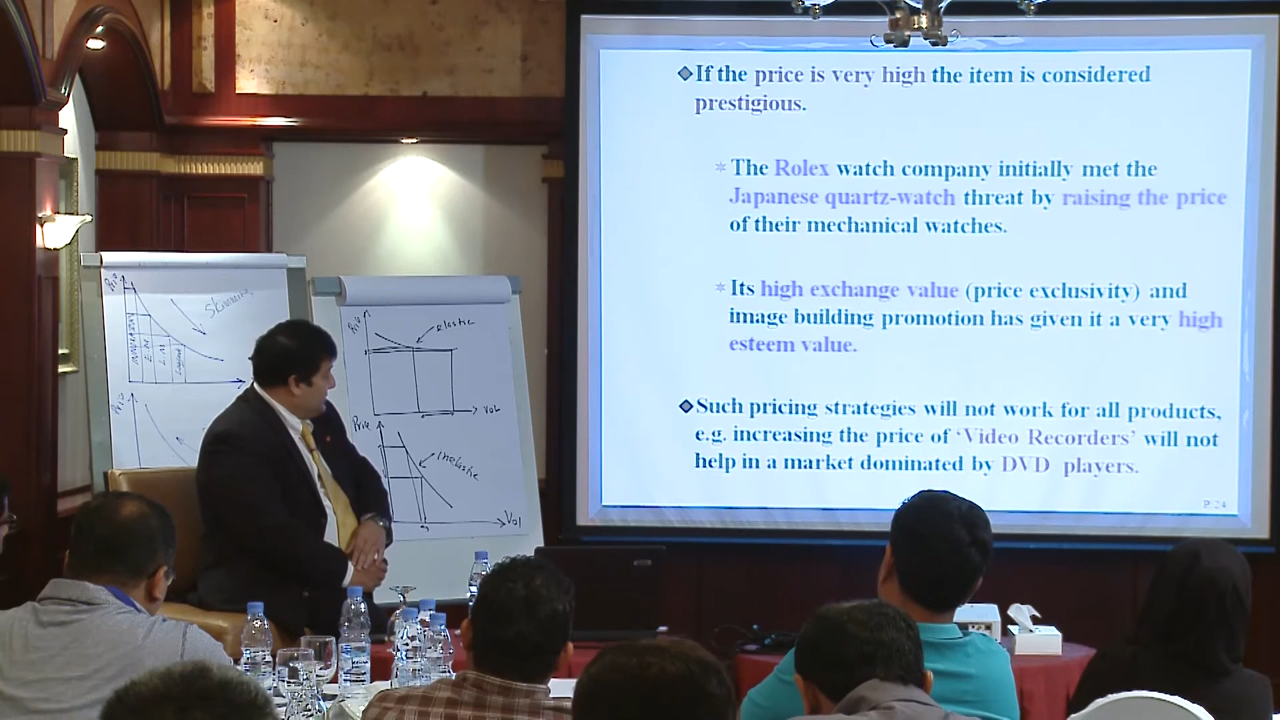 If the price is very high the item is considered
prestigious.
The Rolex watch company initially met the
Japanese quartz-watch threat by raising the price
of their mechanical watches.
Its high exchange value (price exclusivity) and
image building promotion has given it a very high
esteem value.
Such pricing strategies will not work for all products,
e.g. increasing the price of ‘Video Recorders’ will not
help in a market dominated by DVD players.
P-24
elastic
Vol
Price
inelastic
Vol